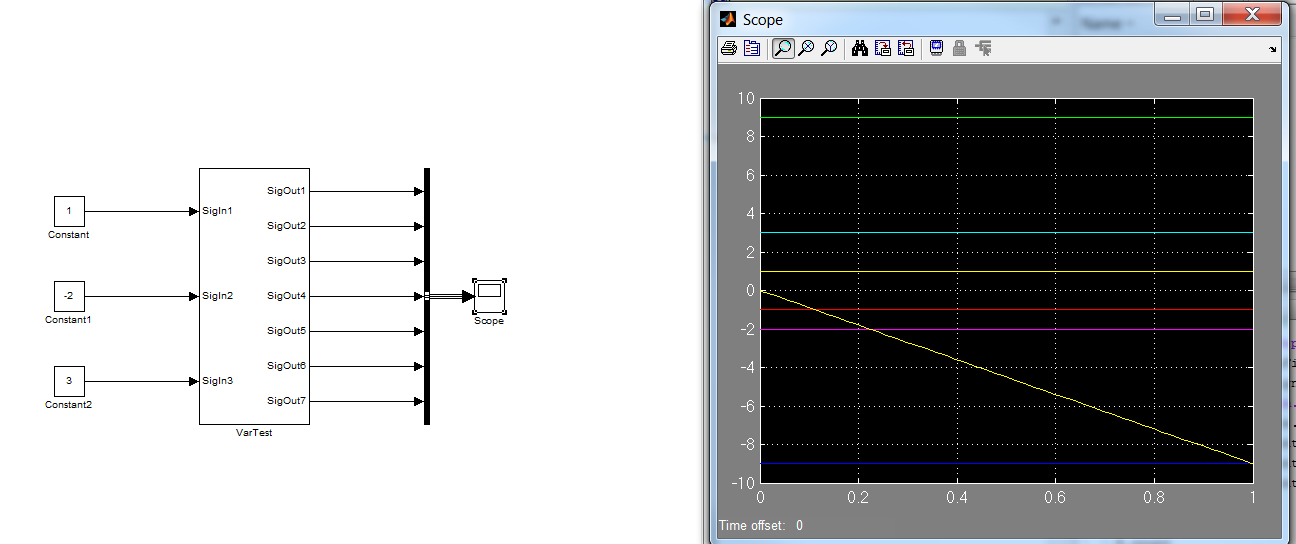 1
Constant
-2
Constant1
3
Constant2
SigIn1
SigIn2
SigIn3
SigOut1
SigOut2
SigOut3
SigOut4
SigOut5
SigOut6
SigOut7
VarTest
Scope
Name
Scope
10
8
6
4
2
0
-2
-4
-6
-8
-10
0 0.2 0.4 0.6 0.8 1
Time offset: 0